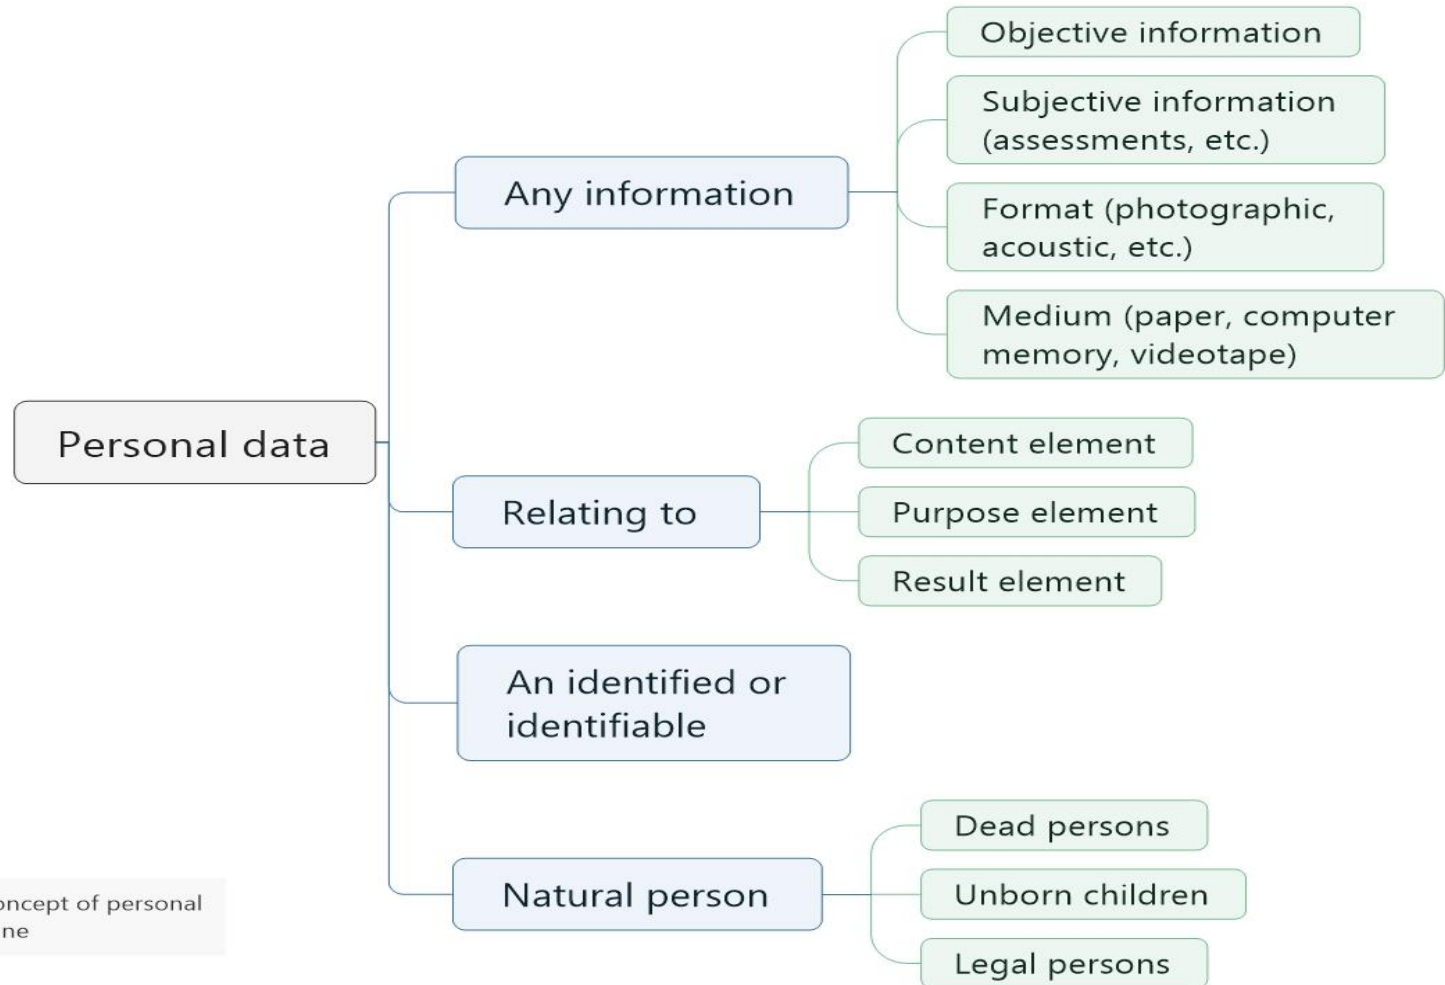 Objective information
Subjective information
(assessments, etc.)
Any information
Format (photographic,
acoustic, etc.)
Medium (paper, computer
memory, videotape)
Personal data
Content element
Relating to
Purpose element
Result element
An identified or
identifiable
Dead persons
Natural person
Unborn children
Legal persons
of personal